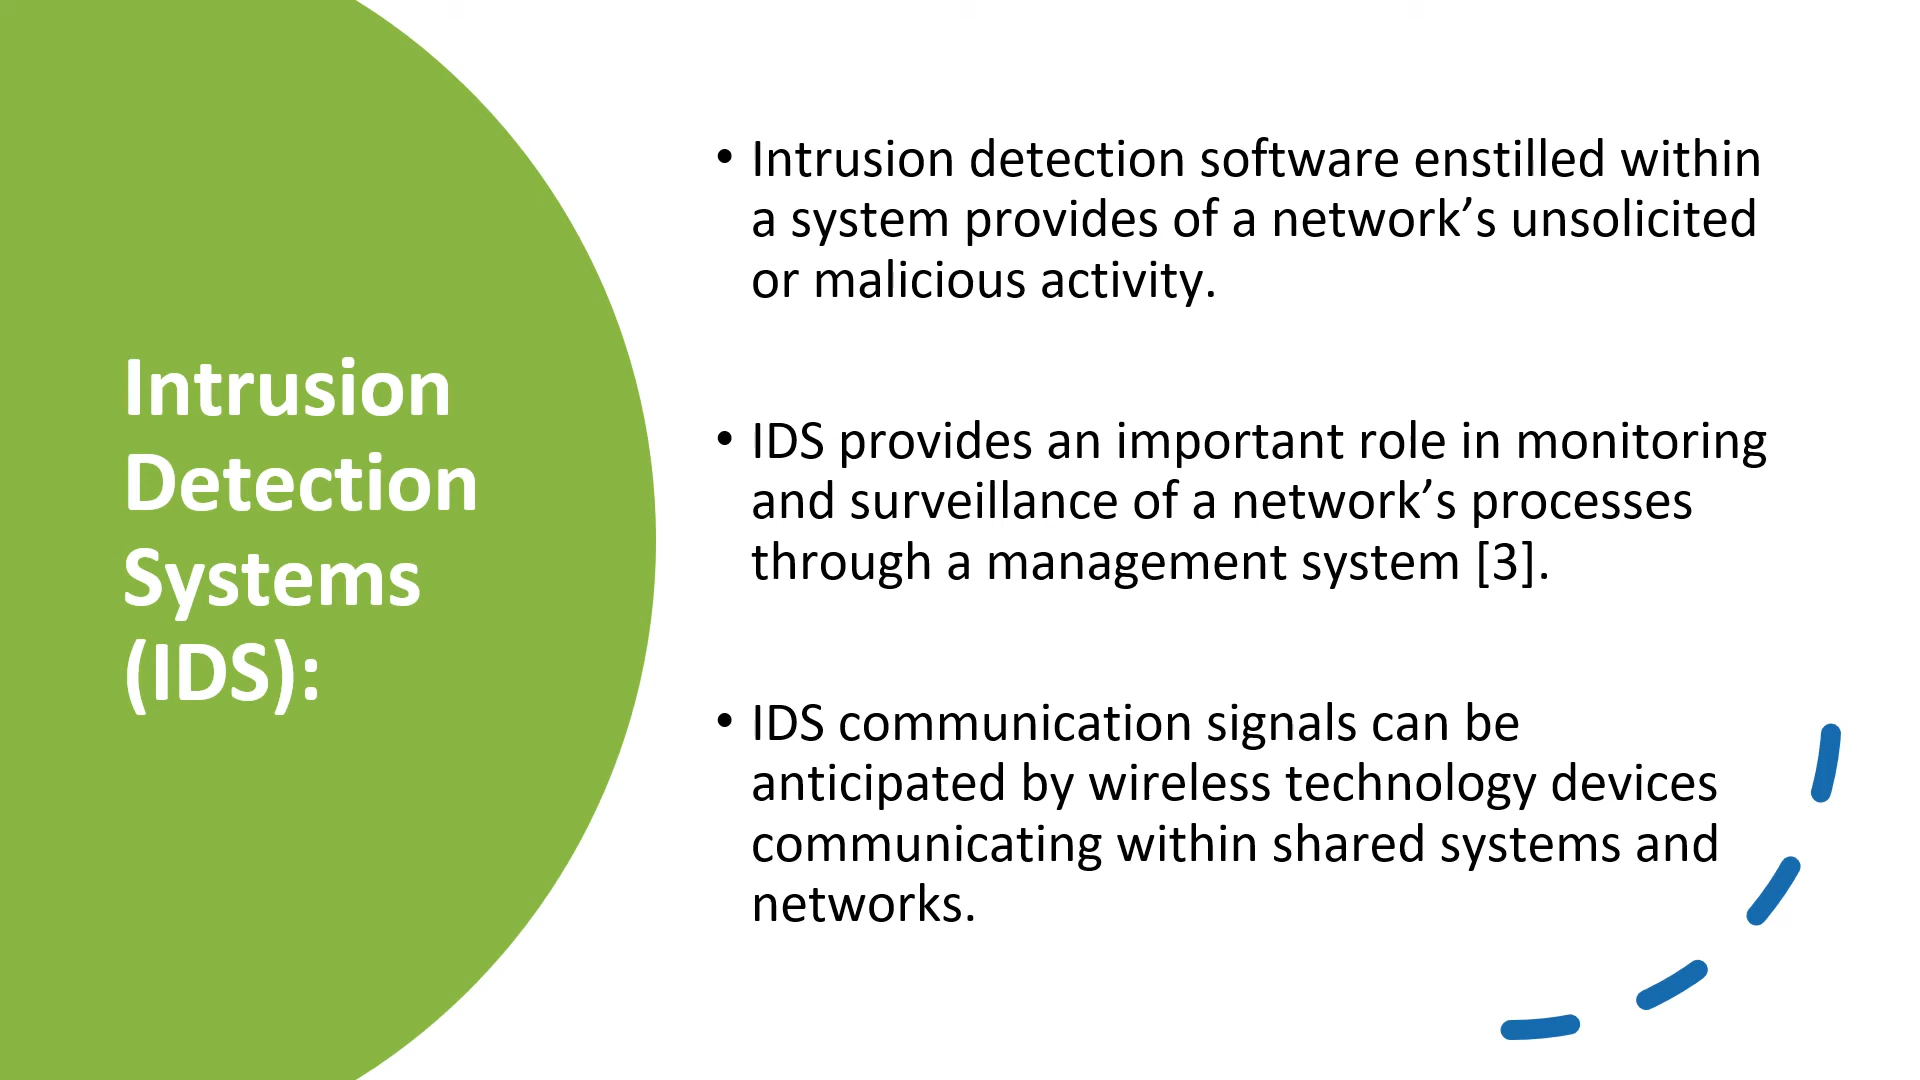 Intrusion
Detection
Systems
(IDS):
• Intrusion detection software enstilled within
a system provides of a network’s unsolicited
or malicious activity.
• IDS provides an important role in monitoring
and surveillance of a network’s processes
through a management system [3].
• IDS communication signals can be
anticipated by wireless technology devices
communicating within shared systems and
networks.